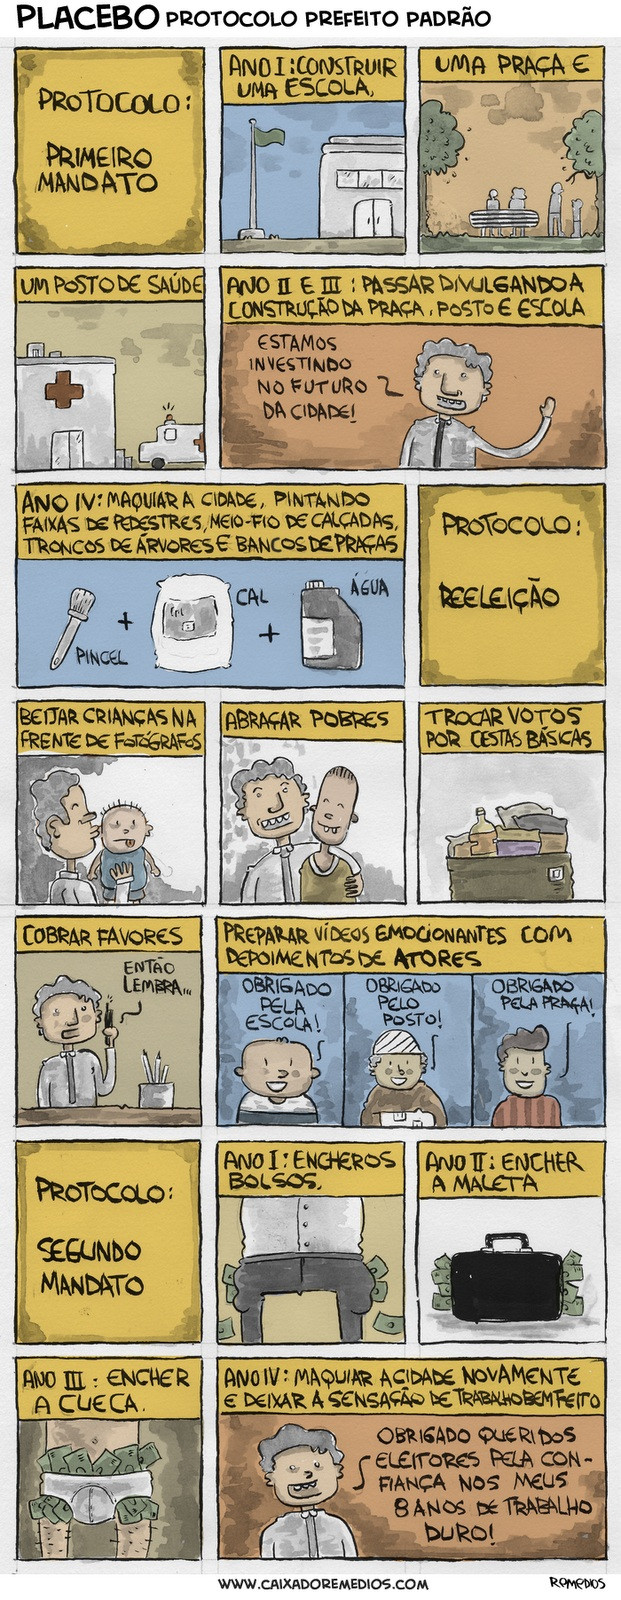 PLACEBO PROTOCOLO PREFEITO PADRÃO
PROTOCOLO:
PRIMEIRO
MANDATO
ANO I: CONSTRUIR
UMA ESCOLA,
UMA PRAÇA E
UM POSTO DE SAÚDE
ANO II E III: PASSAR DIVULGANDO A
CONSTRUÇÃO DA PRAÇA, POSTO E ESCOLA
ESTAMOS
INVESTINDO
NO FUTURO
DA CIDADE!
ANO IV: MAQUIAR A CIDADE, PINTANDO
FAIXAS DE PEDESTRES, MEIO-FIO DE CALÇADAS,
TRONCOS DE ÁRVORES E BANCOS DE PRAÇAS
PINCEL
+
CAL
CAL
+
ÁGUA
PROTOCOLO:
REELEIÇÃO
BEIJAR CRIANÇAS NA
FRENTE DE FOTÓGRAFOS
ABRAÇAR POBRES
TROCAR VOTOS
POR CESTAS BÁSICAS
COBRAR FAVORES
ENTÃO
LEMBRA...
PREPARAR VÍDEOS EMOCIONANTES COM
DEPOIMENTOS DE ATORES
OBRIGADO
PELA
ESCOLA!
OBRIGADO
PELO
POSTO!
OBRIGADO
PELA PRAÇA!
PROTOCOLO:
SEGUNDO
MANDATO
ANO I: ENCHER OS
BOLSOS.
ANO II: ENCHER
A MALETA
ANO III: ENCHER
A CUECA.
ANO IV: MAQUIAR A CIDADE NOVAMENTE
E DEIXAR A SENSAÇÃO DE TRABALHO BEM FEITO
OBRIGADO QUERIDOS
ELEITORES PELA CON-
FIANÇA NOS MEUS
8 ANOS DE TRABALHO
DURO!
WWW.CAIXADOREMEDIOS.COM
REMEDIOS